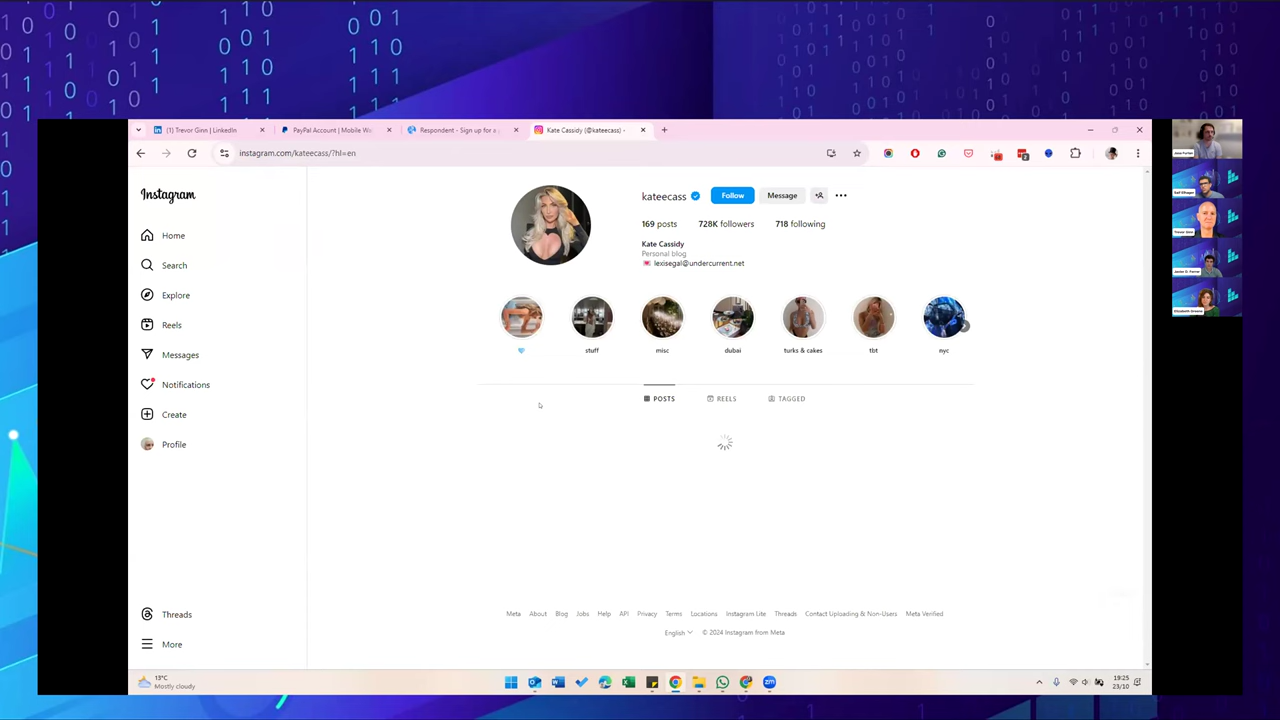 (1) Trevor Ginn | LinkedIn
PayPal Account | Mobile Wa
Respondent - Sign up for a
Kate Cassidy (@kateecass) -
instagram.com/kateecass/?hl=en
Instagram
kateecass
Follow
Message
169 posts
728K followers
718 following
Kate Cassidy
Personal blog
💌 lexisegal@undercurrent.net
Home
Search
Explore
Reels
Messages
Notifications
Create
Profile
🩵
stuff
misc
dubai
turks & cakes
tbt
nyc
POSTS
REELS
TAGGED
Threads
More
Meta
About
Blog
Jobs
Help
API
Privacy
Terms
Locations
Instagram Lite
Threads
Contact Uploading & Non-Users
Meta Verified
English
© 2024 Instagram from Meta
13°C
Mostly cloudy
19:25
23/10